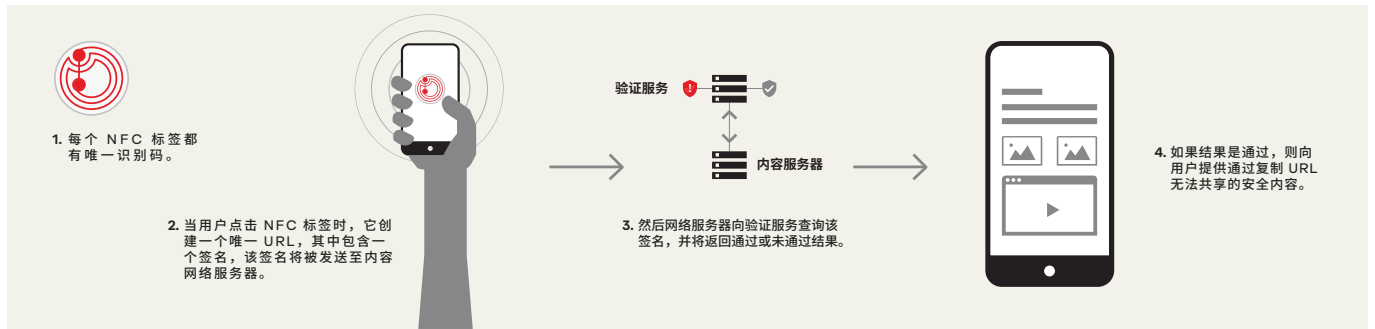 1. 每个 NFC 标签都
有唯一识别码。
2. 当用户点击 NFC 标签时，它创
建一个唯一 URL，其中包含一
个签名，该签名将被发送至内容
网络服务器。
验证服务
内容服务器
3. 然后网络服务器向验证服务查询该
签名，并将返回通过或未通过结果。
4. 如果结果是通过，则向
用户提供通过复制 URL
无法共享的安全内容。